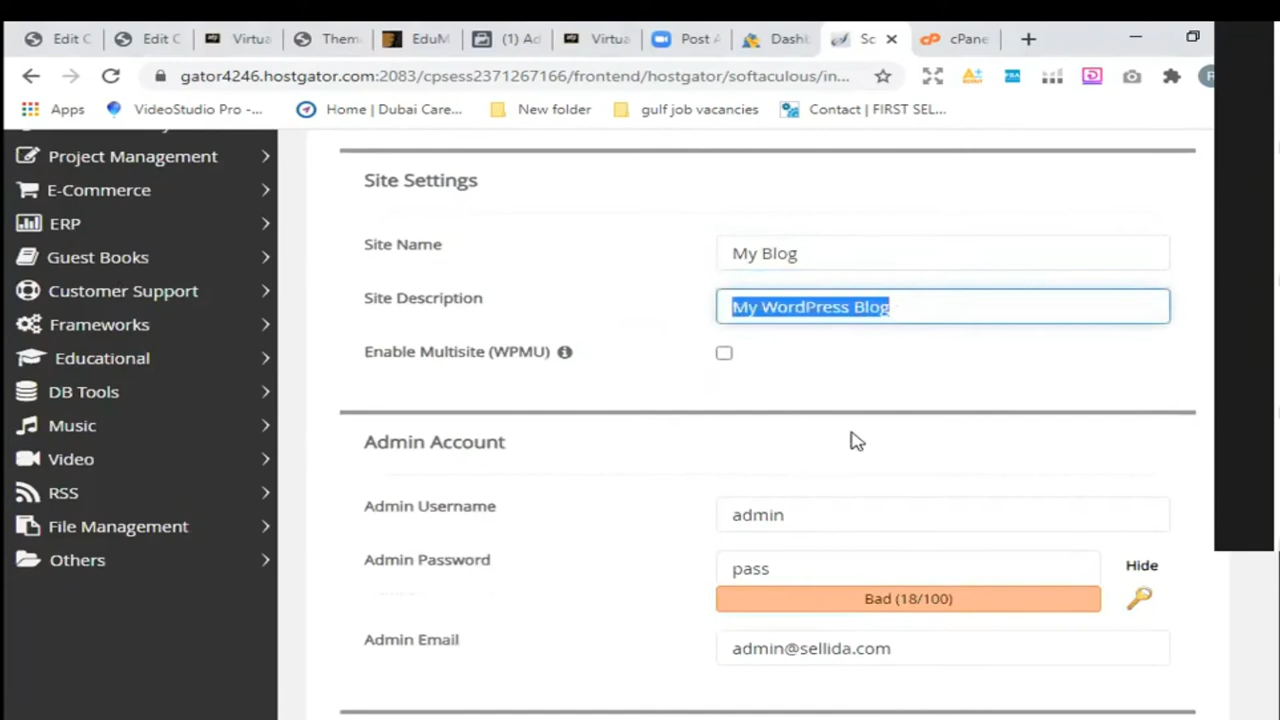 Edit C
Edit C
Virtua
Them
EduM
(1) Ad
Virtua
Post A
Dashb
Sc
cPane
gator4246.hostgator.com:2083/cpsess2371267166/frontend/hostgator/softaculous/in...
Apps
VideoStudio Pro -...
Home | Dubai Care...
New folder
gulf job vacancies
Contact | FIRST SEL...
Project Management
E-Commerce
ERP
Guest Books
Customer Support
Frameworks
Educational
DB Tools
Music
Video
RSS
File Management
Others
Site Settings
Site Name
My Blog
Site Description
My WordPress Blog
Enable Multisite (WPMU)
Admin Account
Admin Username
admin
Admin Password
pass
Hide
Bad (18/100)
Admin Email
admin@sellida.com